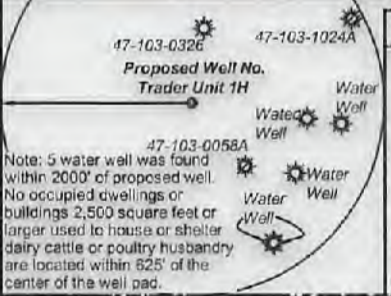 47-103-0326
47-103-1024A
Proposed Well No.
Trader Unit 1H
Water
Well
Water
Well
47-103-0058A
Water
Well
Water
Well
Note: 5 water well was found
within 2000' of proposed well.
No occupied dwellings or
buildings 2,500 square feet or
larger used to house or shelter
dairy cattle or poultry husbandry
are located within 625' of the
center of the well pad.